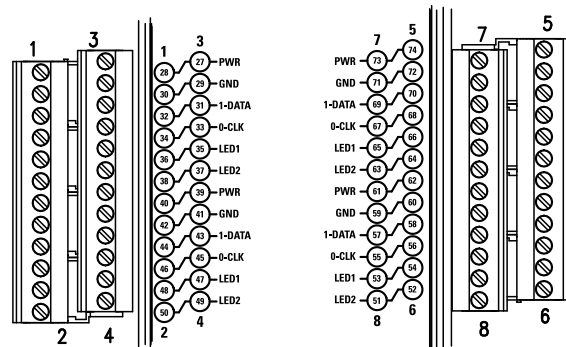 1 3 1 3
28 27 PWR
30 29 GND
32 31 1-DATA
34 33 0-CLK
36 35 LED1
38 37 LED2
40 39 PWR
42 41 GND
44 43 1-DATA
46 45 0-CLK
48 47 LED1
50 49 LED2
2 4 2 4
7 5 7 5
PWR 73 74
GND 71 72
1-DATA 69 70
0-CLK 67 68
LED1 65 66
LED2 63 64
PWR 61 62
GND 59 60
1-DATA 57 58
0-CLK 55 56
LED1 53 54
LED2 51 52
8 6 8 6